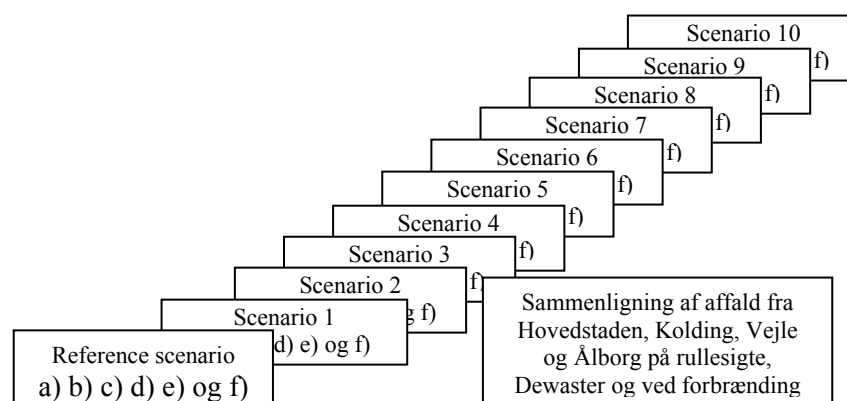 Scenario 10
Scenario 9
f)
Scenario 8
f)
Scenario 7
f)
Scenario 6
f)
Scenario 5
f)
Scenario 4
f)
Scenario 3
f)
Scenario 2
f)
g f)
Scenario 1
d) e) og f)
Reference scenario
a) b) c) d) e) og f)
Sammenligning af affald fra
Hovedstaden, Kolding, Vejle
og Ålborg på rullesigte,
Dewaster og ved forbrænding